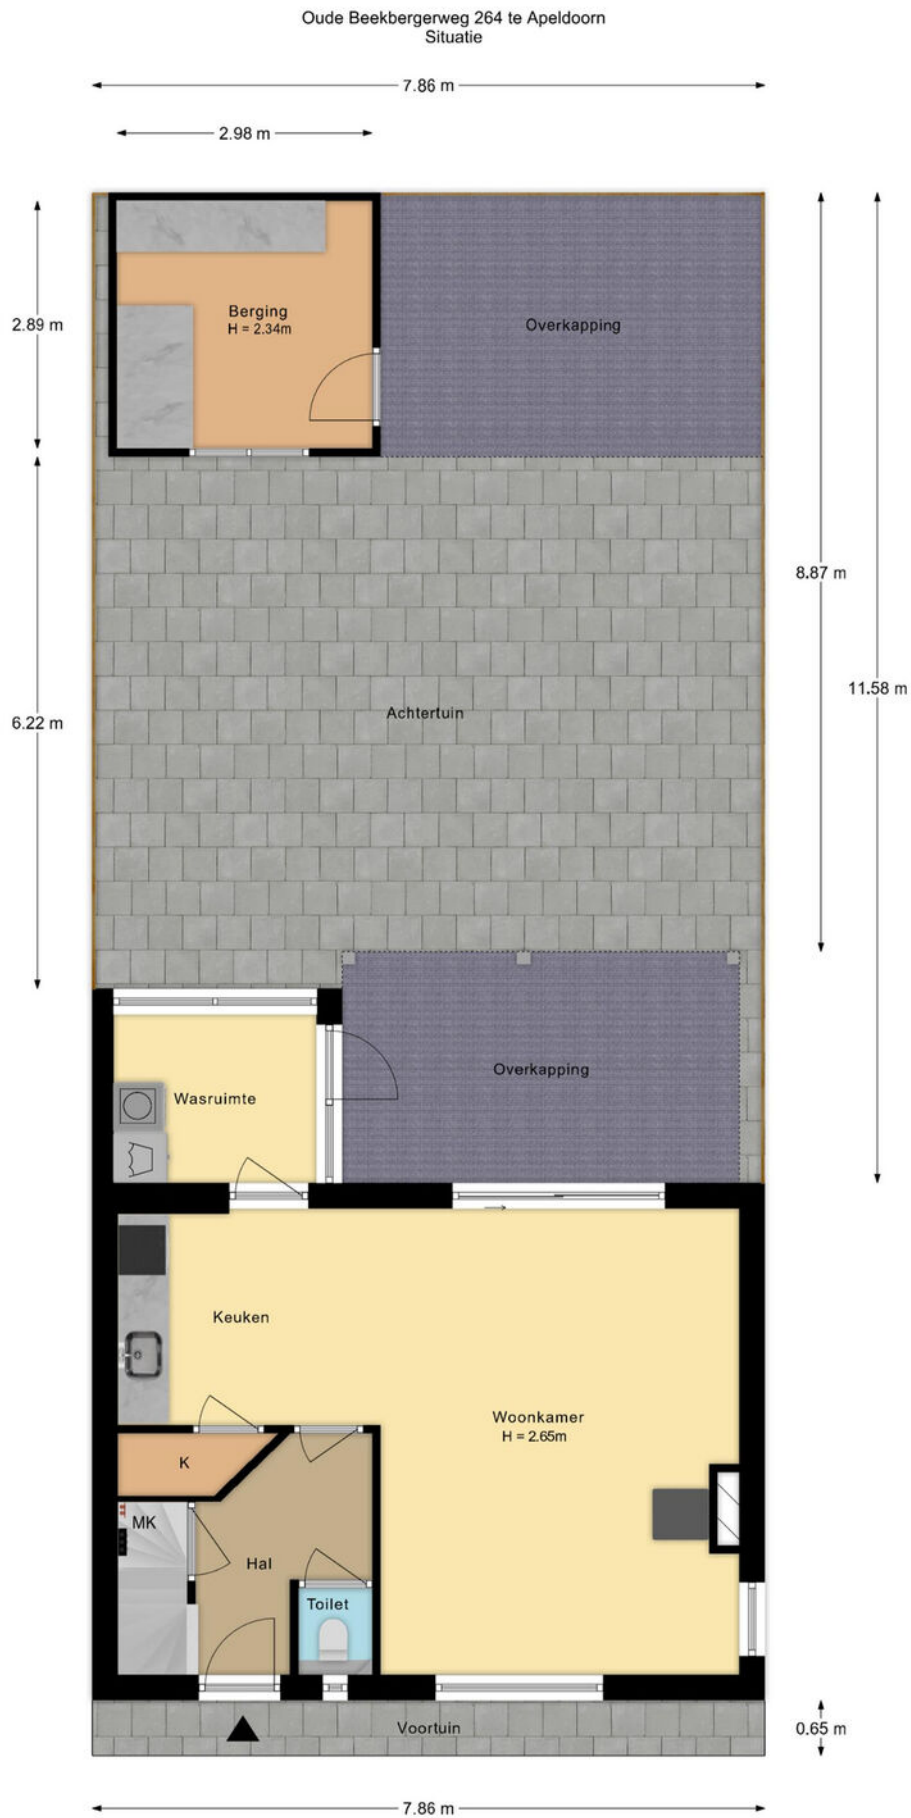 Oude Beekbergerweg 264 te Apeldoorn
Situatie
7.86 m
2.98 m
2.89 m
Berging
H = 2.34m
Overkapping
8.87 m
11.58 m
6.22 m
Achtertuin
Overkapping
Wasruimte
Keuken
Woonkamer
H = 2.65m
K
MK
Hal
Toilet
Voortuin
0.65 m
7.86 m